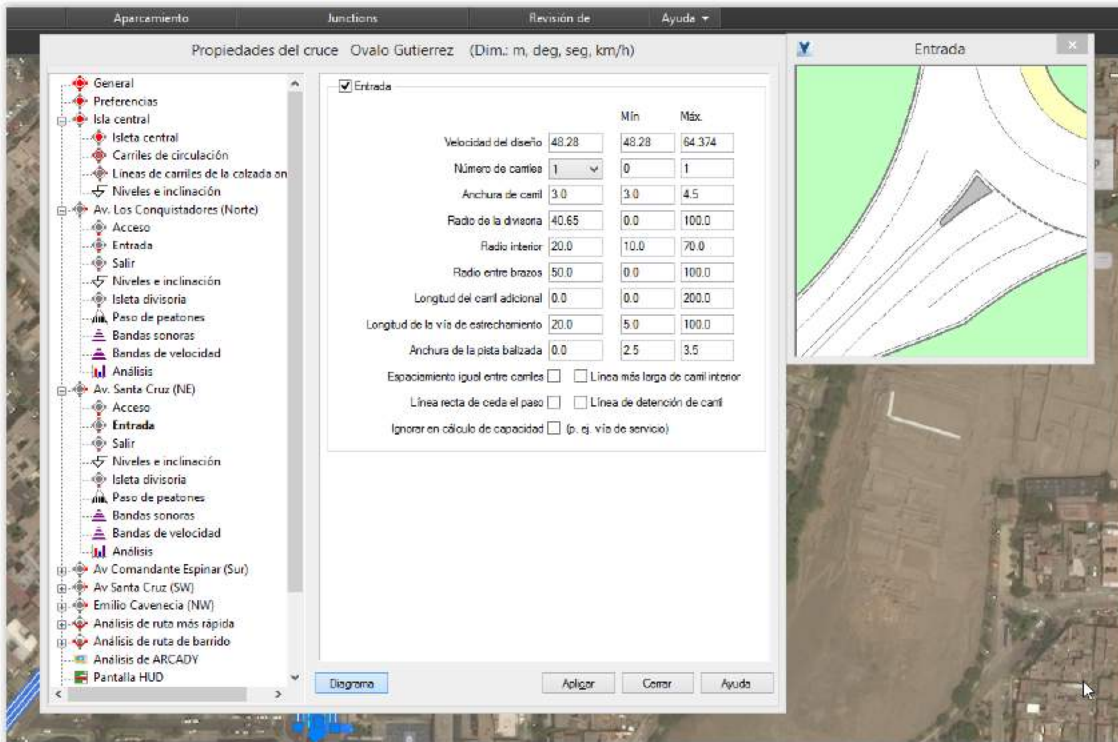 Aparcamiento Junctions Revisión de Ayuda
Propiedades del cruce Ovalo Gutierrez (Dim.: m, deg, seg, km/h)
General
Preferencias
Isla central
Isleta central
Carriles de circulación
Líneas de carriles de la calzada an
Niveles e inclinación
Av. Los Conquistadores (Norte)
Acceso
Entrada
Salir
Niveles e inclinación
Isleta divisoria
Paso de peatones
Bandas sonoras
Bandas de velocidad
Análisis
Av. Santa Cruz (NE)
Acceso
Entrada
Salir
Niveles e inclinación
Isleta divisoria
Paso de peatones
Bandas sonoras
Bandas de velocidad
Análisis
Av Comandante Espinar (Sur)
Av Santa Cruz (SW)
Emilio Cavenecia (NW)
Análisis de ruta más rápida
Análisis de ruta de barrido
Análisis de ARCADY
Pantalla HUD
Entrada
Mín Máx.
Velocidad del diseño 48.28 48.28 64.374
Número de carriles 1 0 1
Anchura de carril 3.0 3.0 4.5
Radio de la divisoria 40.65 0.0 100.0
Radio interior 20.0 10.0 70.0
Radio entre brazos 50.0 0.0 100.0
Longitud del carril adicional 0.0 0.0 200.0
Longitud de la vía de estrechamiento 20.0 5.0 100.0
Anchura de la pista balizada 0.0 2.5 3.5
Espaciamiento igual entre carriles Línea más larga de carril interior
Línea recta de ceda el paso Línea de detención de carril
Ignorar en cálculo de capacidad (p. ej. vía de servicio)
Diagrama Aplicar Cerrar Ayuda
Entrada